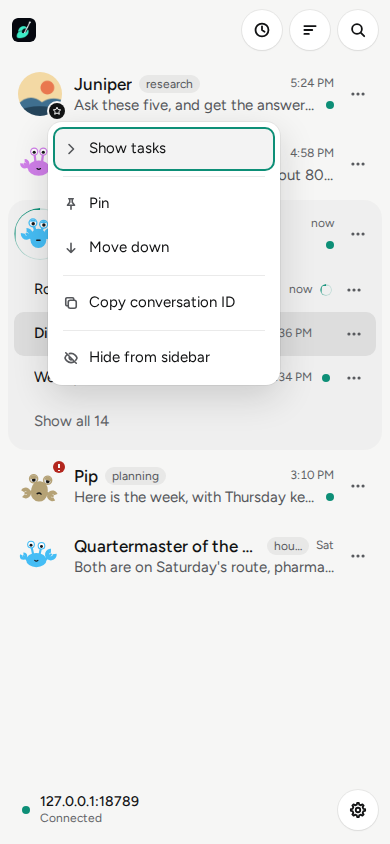 Juniper research 5:24 PM
Ask these five, and get the answer...
4:58 PM
Show tasks
out 80...
Pin
now
Move down
now
Copy conversation ID
36 PM
Hide from sidebar
34 PM
Show all 14
Pip planning 3:10 PM
Here is the week, with Thursday ke...
Quartermaster of the ... hou... Sat
Both are on Saturday's route, pharma...
127.0.0.1:18789
Connected